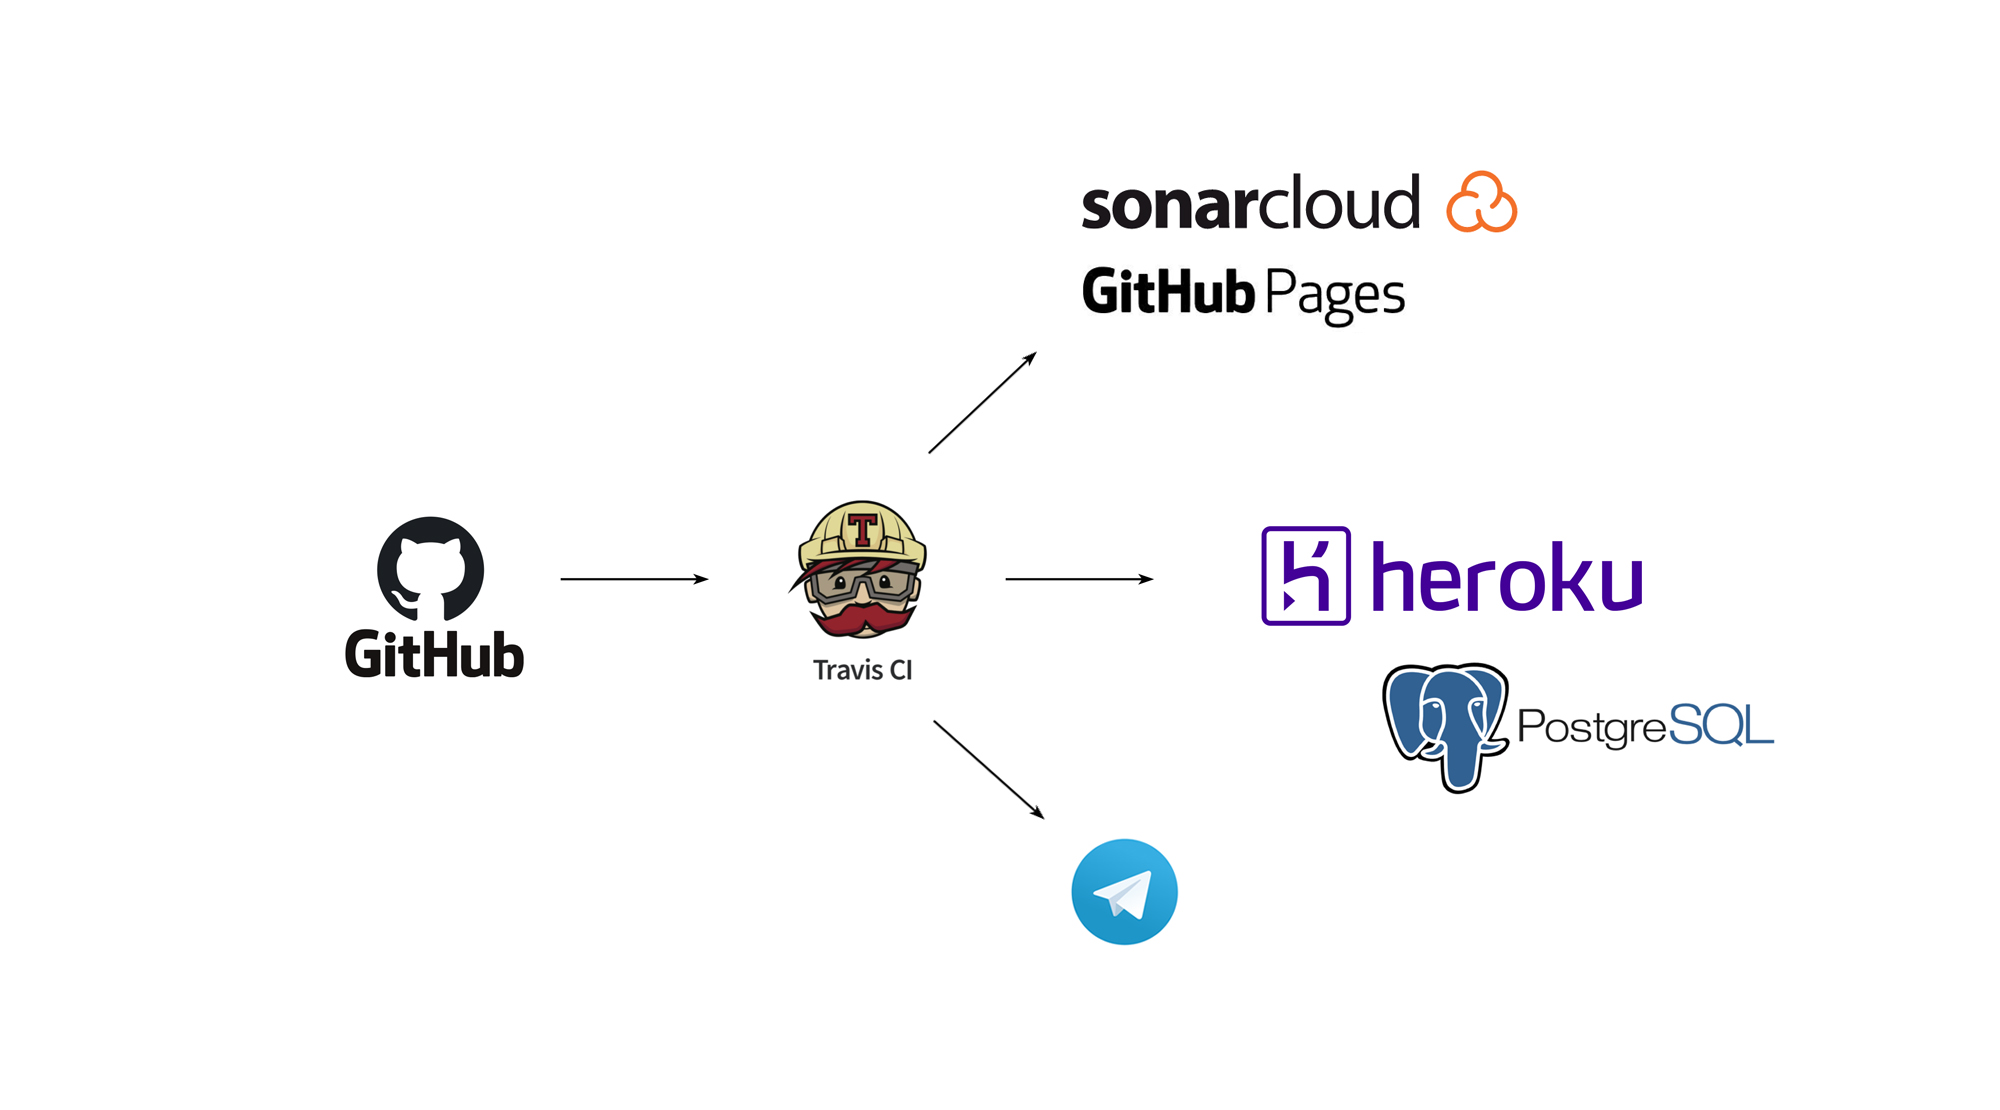 sonarcloud
GitHub Pages
GitHub
T
Travis CI
heroku
PostgreSQL